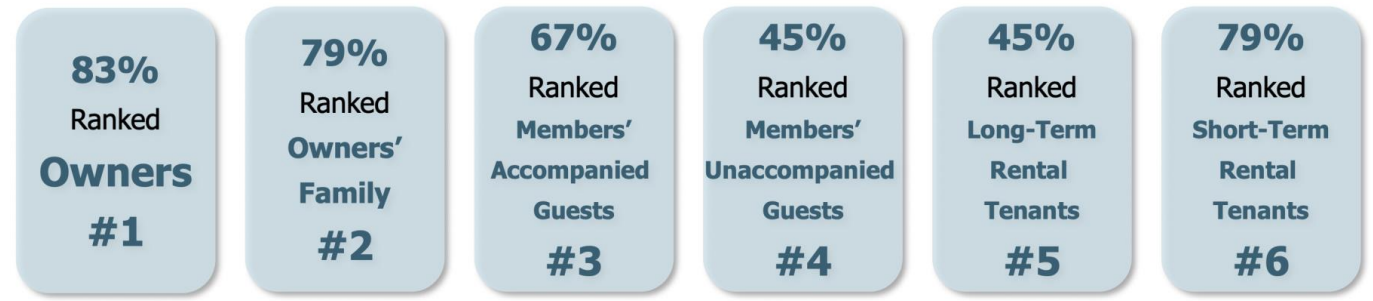 83%
Ranked
Owners
#1
79%
Ranked
Owners’
Family
#2
67%
Ranked
Members’
Accompanied
Guests
#3
45%
Ranked
Members’
Unaccompanied
Guests
#4
45%
Ranked
Long-Term
Rental
Tenants
#5
79%
Ranked
Short-Term
Rental
Tenants
#6